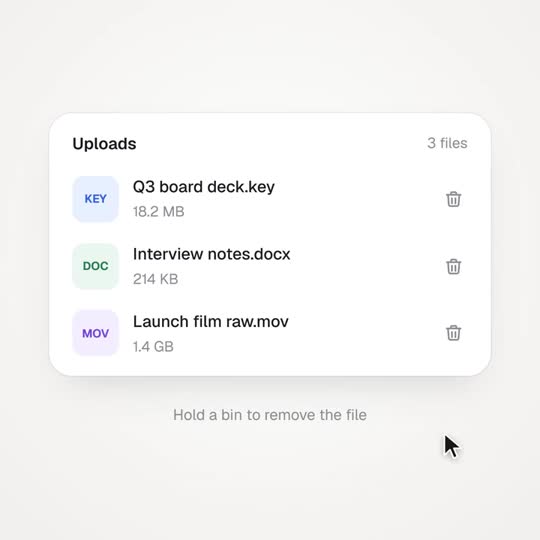 Uploads 3 files
KEY Q3 board deck.key
18.2 MB
DOC Interview notes.docx
214 KB
MOV Launch film raw.mov
1.4 GB
Hold a bin to remove the file